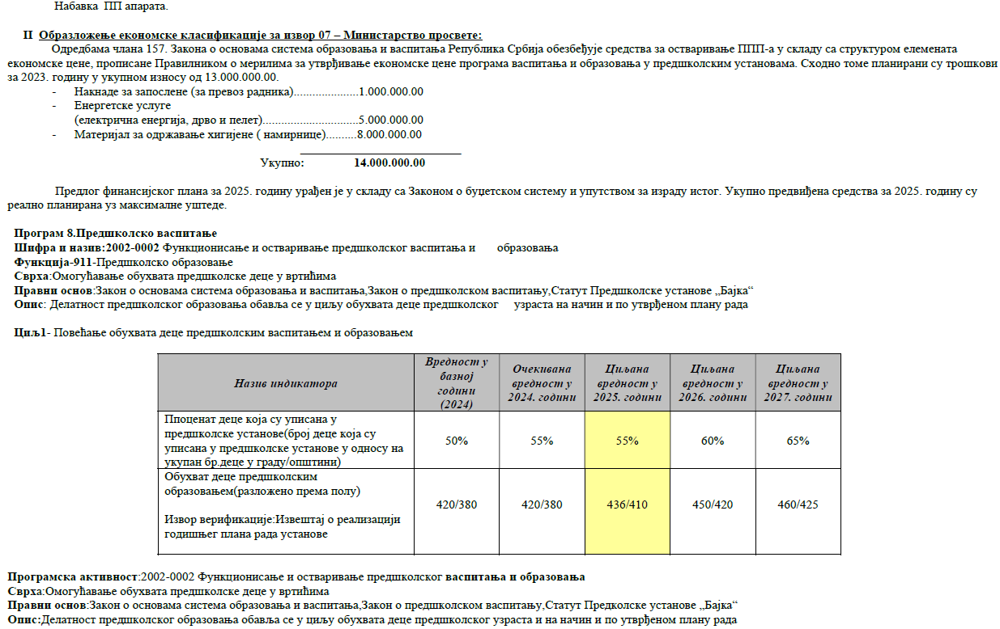 Набавка ПП апарата.
II Образложење економске класификације за извор 07 – Министарство просвете:
Одредбама члана 157. Закона о основама система образовања и васпитања Република Србија обезбеђује средства за остваривање ППП-а у складу са структуром елемената
економске цене, прописане Правилником о мерилима за утврђивање економске цене програма васпитања и образовања у предшколским установама. Сходно томе планирани су трошкови
за 2023. годину у укупном износу од 13.000.000.00.
- Накнаде за запослене (за превоз радника).....................1.000.000.00
- Енергетске услуге
(електрична енергија, дрво и пелет)...............................5.000.000.00
- Материјал за одржавање хигијене ( намирнице)..........8.000.000.00
Укупно: 14.000.000.00
Предлог финансијског плана за 2025. годину урађен је у складу са Законом о буџетском систему и упутством за израду истог. Укупно предвиђена средства за 2025. годину су
реално планирана уз максималне уштеде.
Програм 8.Предшколско васпитање
Шифра и назив:2002-0002 Функционисање и остваривање предшколског васпитања и образовања
Функција-911-Предшколско образовање
Сврха:Омогућавање обухвата предшколске деце у вртићима
Правни основ:Закон о основама система образовања и васпитања,Закон о предшколском васпитању,Статут Предшколске установе „Бајка“
Опис: Делатност предшколског образовања обавља се у циљу обухвата деце предшколског узраста на начин и по утврђеном плану рада
Циљ1- Повећање обухвата деце предшколским васпитањем и образовањем
Назив индикатора
Вредност у
базној
години
(2024)
Очекивана
вредност у
2024. години
Циљана
вредност у
2025. години
Циљана
вредност у
2026. години
Циљана
вредност у
2027. години
Ппоценат деце која су уписана у
предшколске установе(број деце која су
уписана у предшколске установе у односу на
укупан бр.деце у граду/општини)
50%
55%
55%
60%
65%
Обухват деце предшколским
образовањем(разложено према полу)
Извор верификације:Извештај о реализацији
годишњег плана рада установе
420/380
420/380
436/410
450/420
460/425
Програмска активност:2002-0002 Функционисање и остваривање предшколског васпитања и образовања
Сврха:Омогућавање обухвата предшколске деце у вртићима
Правни основ:Закон о основама система образовања и васпитања,Закон о предшколском васпитању,Статут Предколске установе „Бајка“
Опис:Делатност предшколског образовања обавља се у циљу обухвата деце предшколског узраста и на начин и по утврђеном плану рада